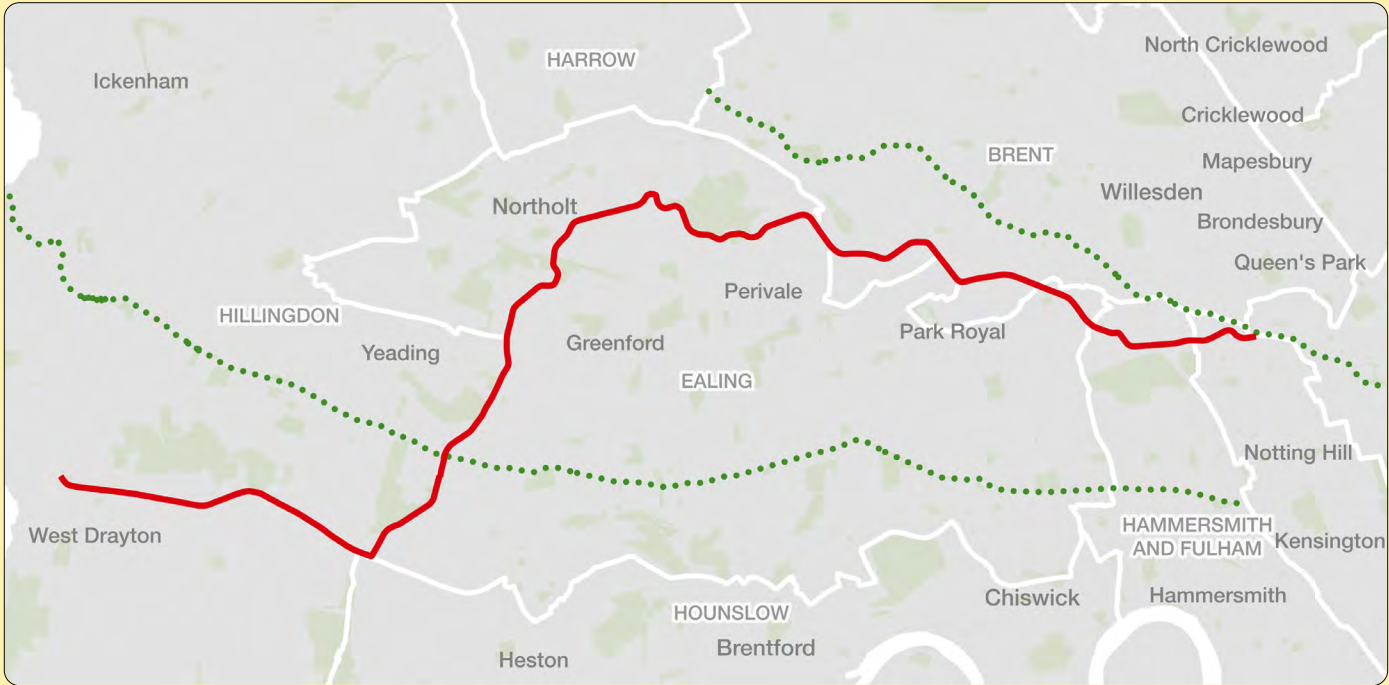 North Cricklewood
HARROW
Ickenham
Cricklewood
BRENT
Mapesbury
Willesden
Northolt
Brondesbury
Queen's Park
Perivale
HILLINGDON
Park Royal
Greenford
Yeading
EALING
Notting Hill
HAMMERSMITH
AND FULHAM
West Drayton
Kensington
Chiswick
Hammersmith
HOUNSLOW
Brentford
Heston